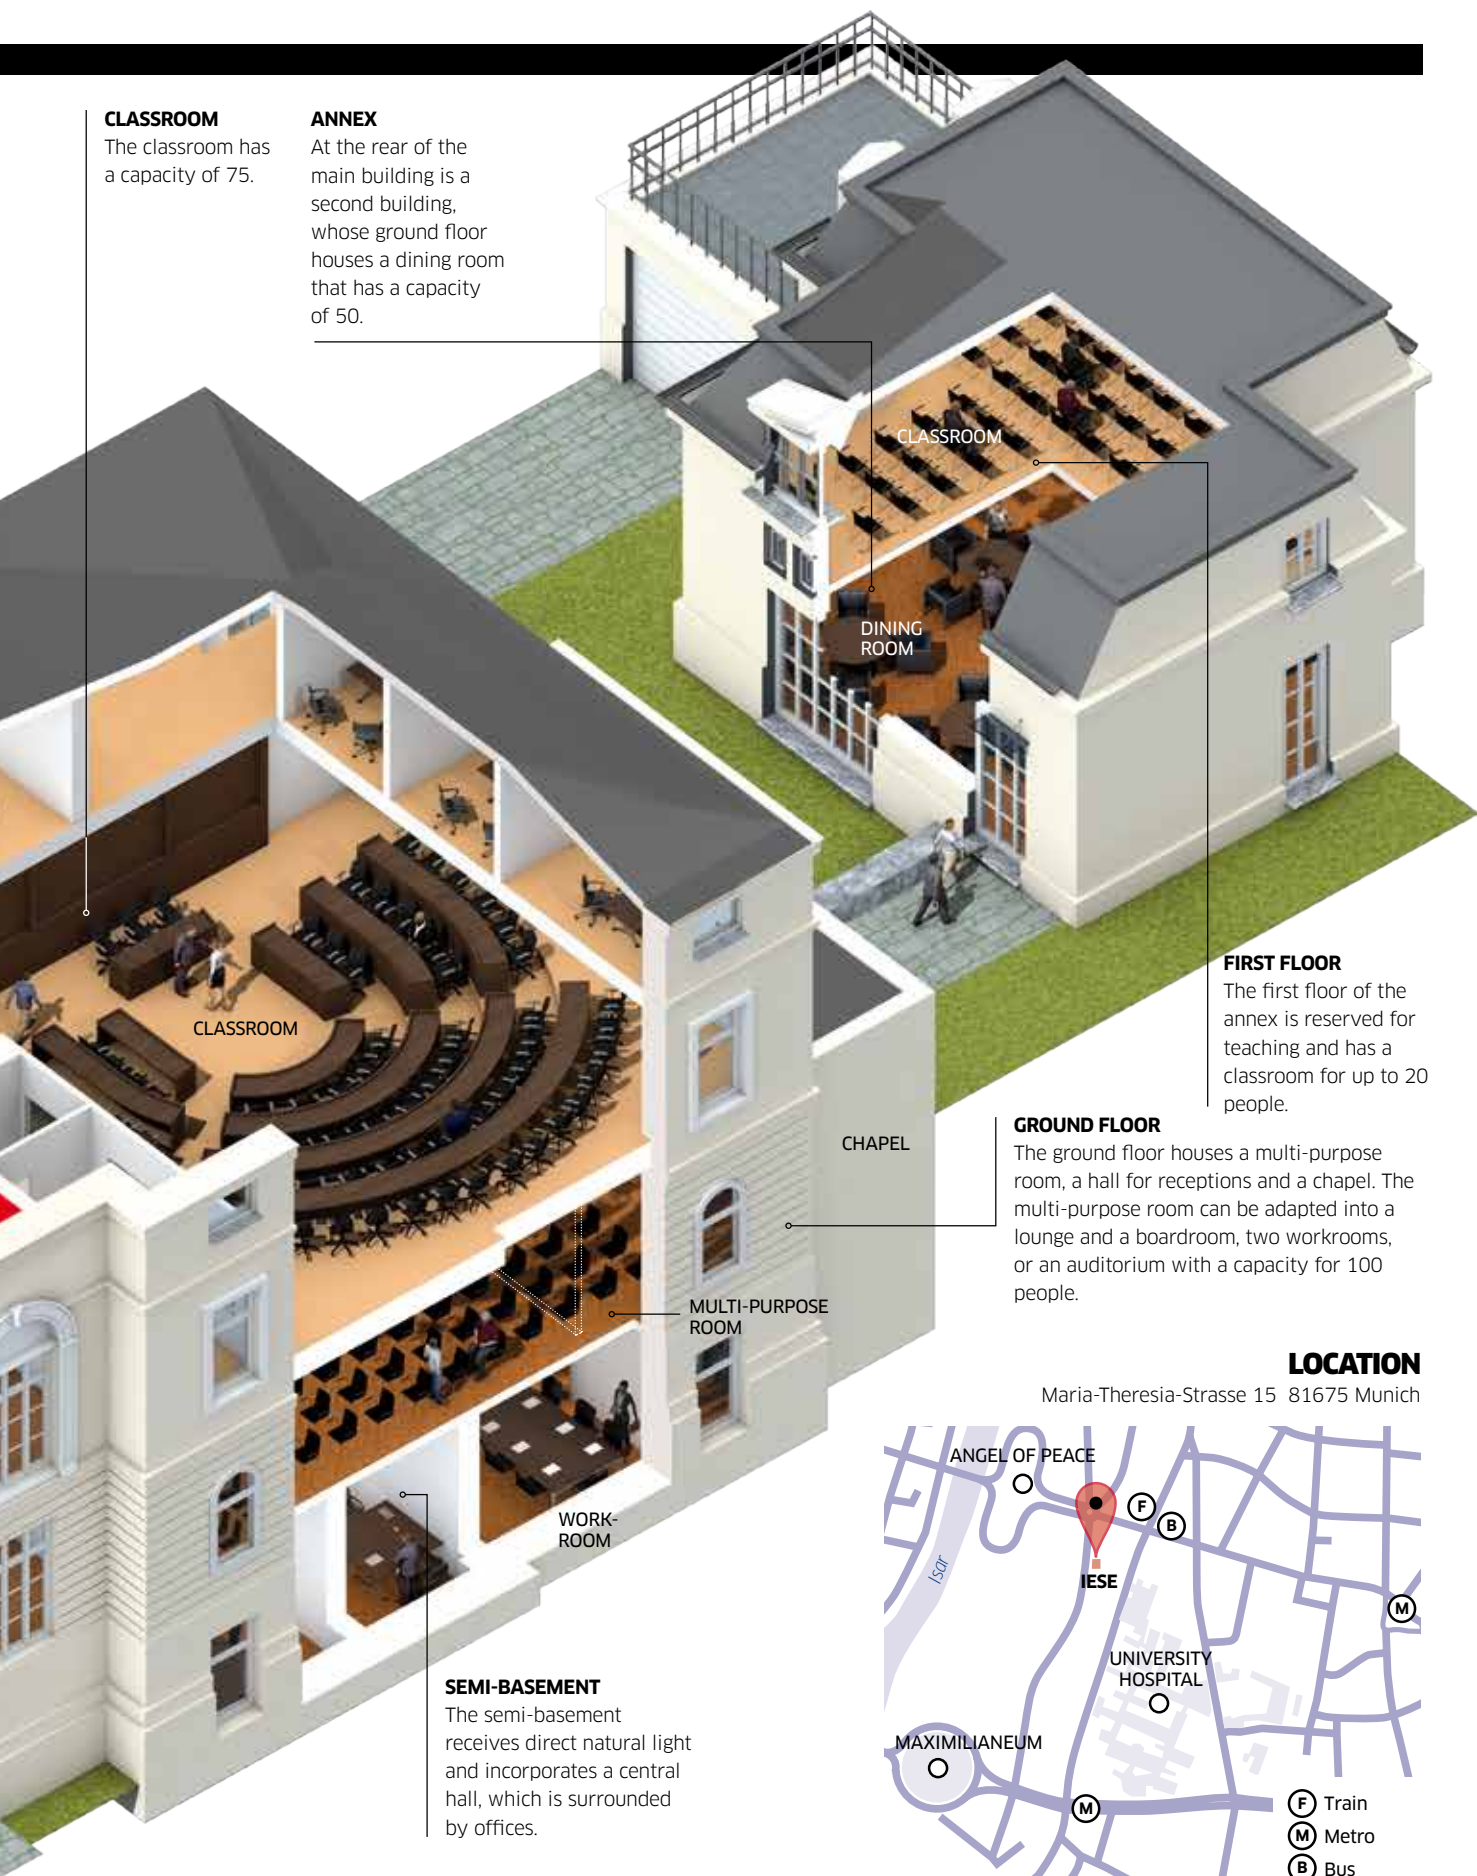 CLASSROOM
The classroom has
a capacity of 75.
ANNEX
At the rear of the
main building is a
second building,
whose ground floor
houses a dining room
that has a capacity
of 50.
CLASSROOM
DINING
ROOM
FIRST FLOOR
The first floor of the
annex is reserved for
teaching and has a
classroom for up to 20
people.
CLASSROOM
CHAPEL
GROUND FLOOR
The ground floor houses a multi-purpose
room, a hall for receptions and a chapel. The
multi-purpose room can be adapted into a
lounge and a boardroom, two workrooms,
or an auditorium with a capacity for 100
people.
MULTI-PURPOSE
ROOM
WORK-
ROOM
SEMI-BASEMENT
The semi-basement
receives direct natural light
and incorporates a central
hall, which is surrounded
by offices.
LOCATION
Maria-Theresia-Strasse 15 81675 Munich
ANGEL OF PEACE
F
B
Isar
IESE
M
UNIVERSITY
HOSPITAL
MAXIMILIANEUM
M
F Train
M Metro
B Bus